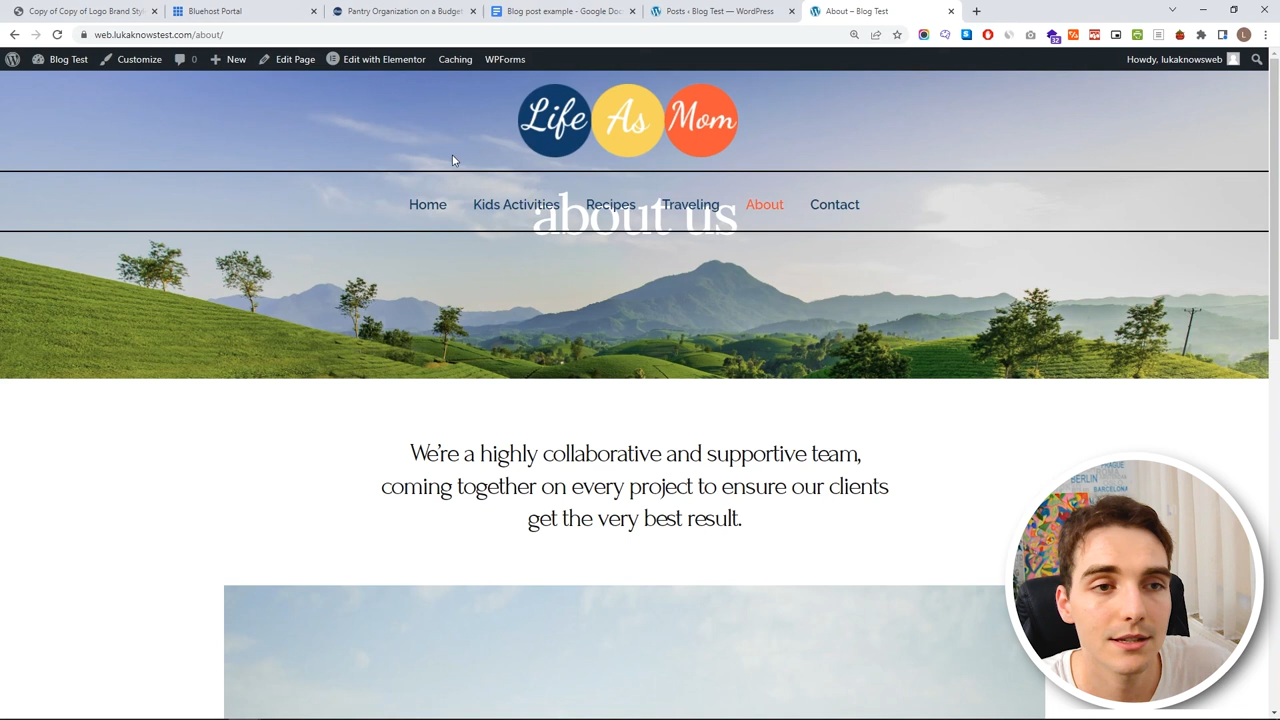 Copy of Copy of Logo Brand Sty
Bluehost Portal
Pantry Organization on a Budget
Blog post example - Google Doc
Posts ‹ Blog Test — WordPress
About – Blog Test
web.lukaknowstest.com/about/
32
L
Blog Test
Customize
0
New
Edit Page
Edit with Elementor
Caching
WPForms
Howdy, lukaknowsweb
Life As Mom
Home
Kids Activities
Recipes
Traveling
About
Contact
about us
We're a highly collaborative and supportive team,
coming together on every project to ensure our clients
get the very best result.
PRAGUE
BERLIN
BARCELONA